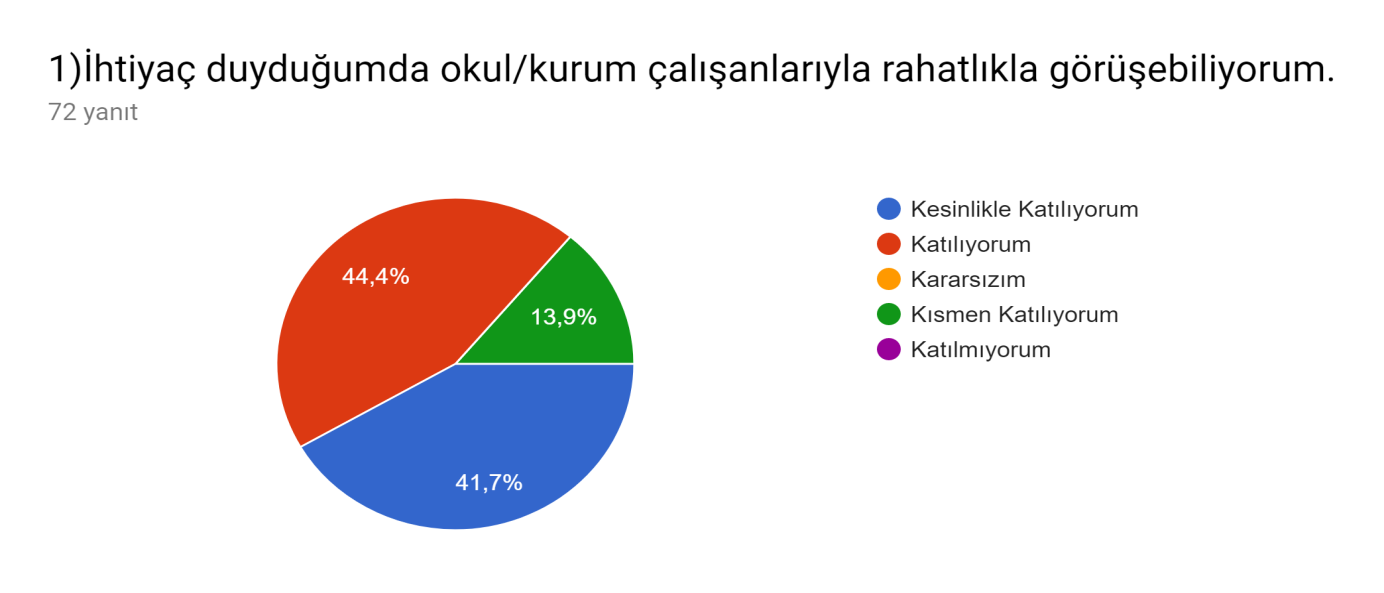 1)İhtiyaç duyduğumda okul/kurum çalışanlarıyla rahatlıkla görüşebiliyorum.
72 yanıt
Kesinlikle Katılıyorum
Katılıyorum
Kararsızım
Kısmen Katılıyorum
Katılmıyorum
44,4%
13,9%
41,7%